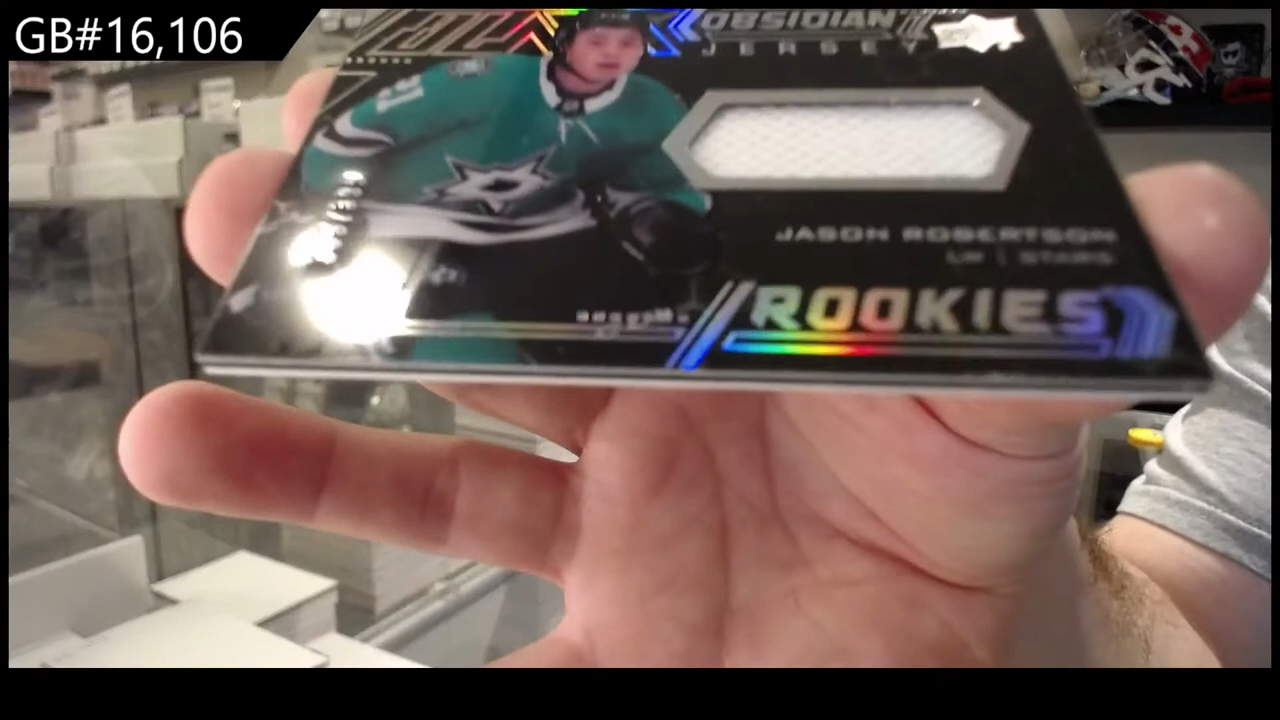 GB#16,106
OBSIDIAN
JERSEY
JASON ROBERTSON
LW | STARS
ROOKIES